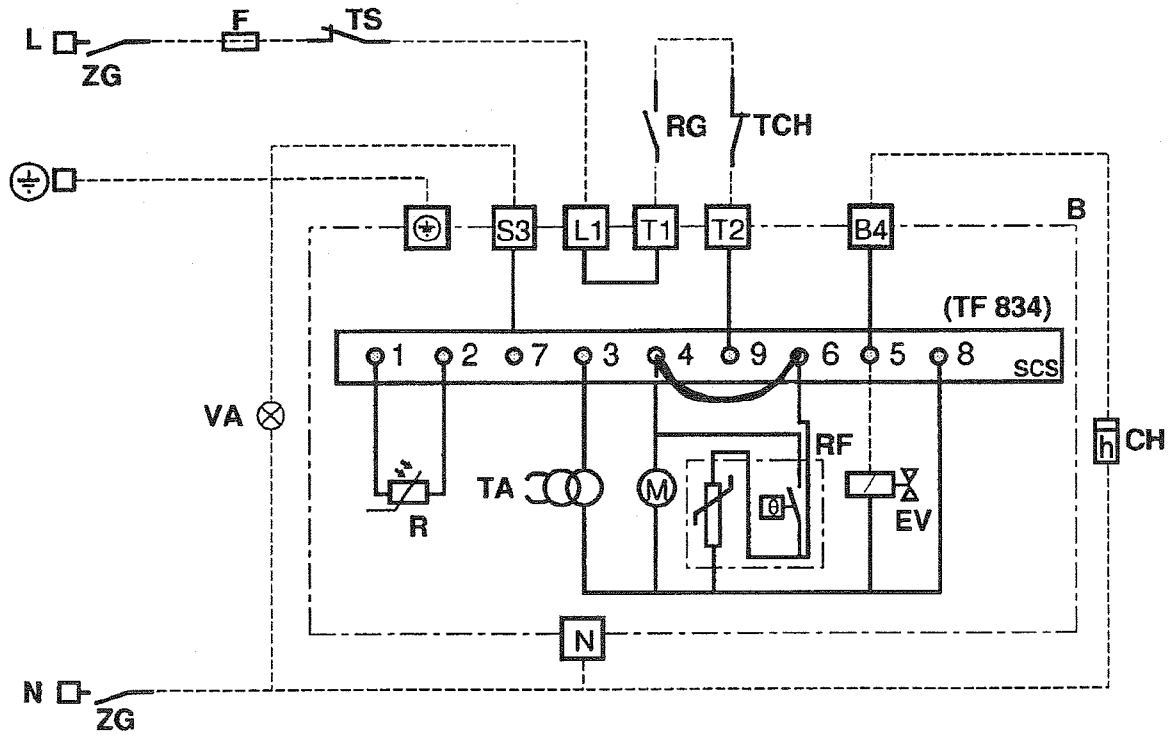 L
ZG
F
TS
RG
TCH
S3
L1
T1
T2
B4
B
(TF 834)
1
2
7
3
4
9
6
5
8
SCS
VA
R
TA
M
RF
θ
EV
h
CH
N
N
ZG